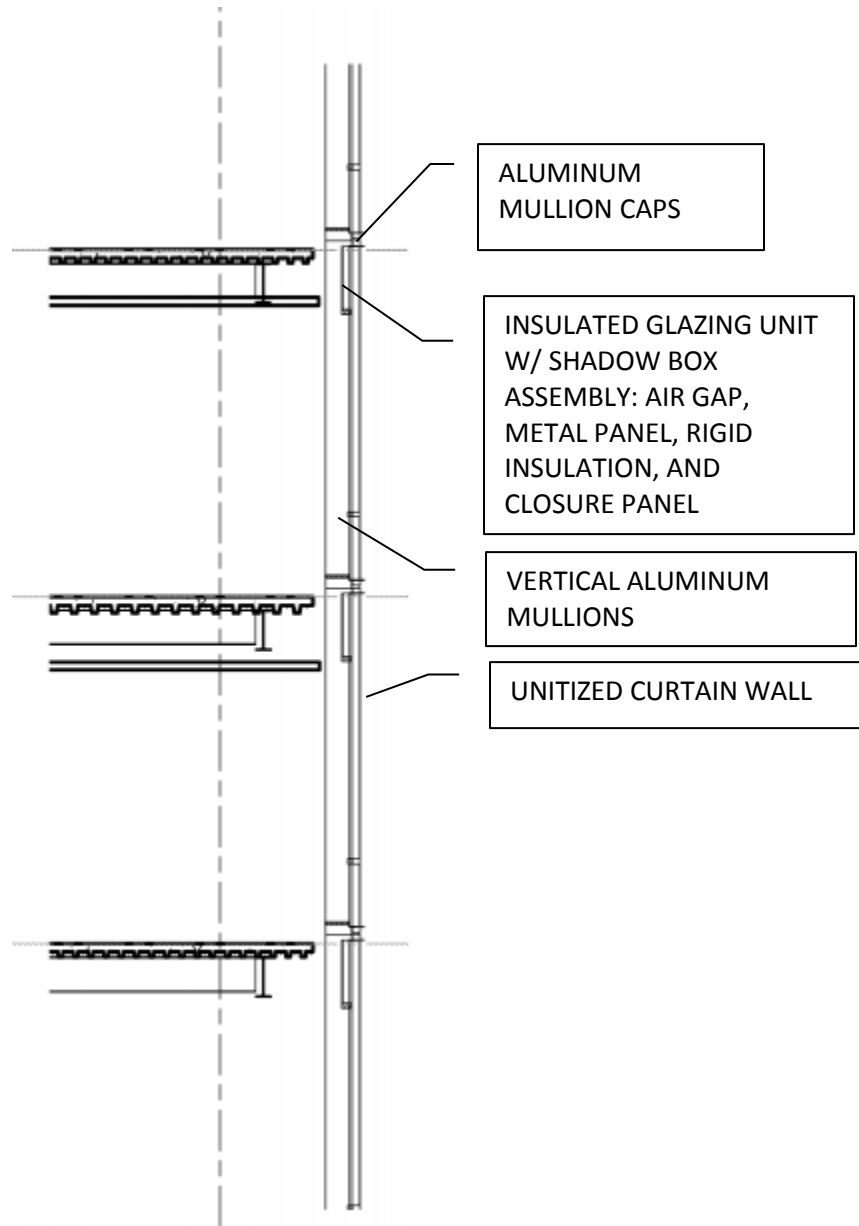 ALUMINUM
MULLION CAPS
INSULATED GLAZING UNIT
W/ SHADOW BOX
ASSEMBLY: AIR GAP,
METAL PANEL, RIGID
INSULATION, AND
CLOSURE PANEL
VERTICAL ALUMINUM
MULLIONS
UNITIZED CURTAIN WALL